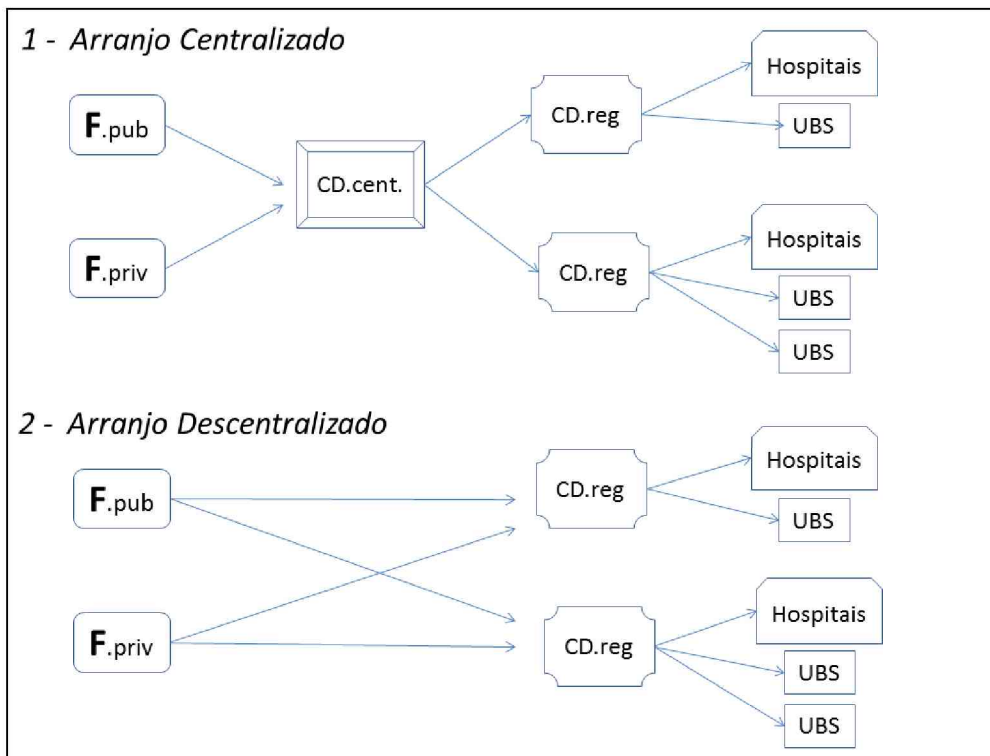 1 - Arranjo Centralizado
F.pub
F.priv
CD.cent.
CD.reg
Hospitais
UBS
CD.reg
Hospitais
UBS
UBS
2 - Arranjo Descentralizado
F.pub
F.priv
CD.reg
Hospitais
UBS
CD.reg
Hospitais
UBS
UBS